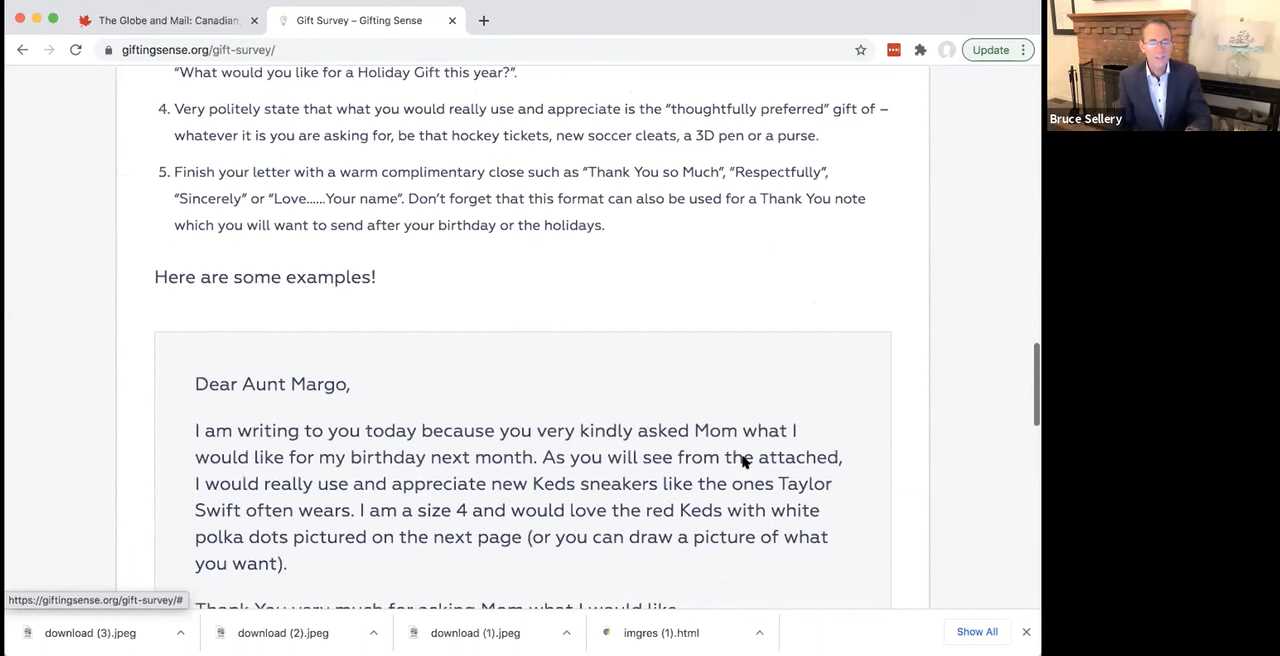 The Globe and Mail: Canadian,
Gift Survey – Gifting Sense
giftingsense.org/gift-survey/
Update
Bruce Sellery
"What would you like for a Holiday Gift this year?".
4. Very politely state that what you would really use and appreciate is the "thoughtfully preferred" gift of –
whatever it is you are asking for, be that hockey tickets, new soccer cleats, a 3D pen or a purse.
5. Finish your letter with a warm complimentary close such as "Thank You so Much", "Respectfully",
"Sincerely" or "Love......Your name". Don't forget that this format can also be used for a Thank You note
which you will want to send after your birthday or the holidays.
Here are some examples!
Dear Aunt Margo,
I am writing to you today because you very kindly asked Mom what I
would like for my birthday next month. As you will see from the attached,
I would really use and appreciate new Keds sneakers like the ones Taylor
Swift often wears. I am a size 4 and would love the red Keds with white
polka dots pictured on the next page (or you can draw a picture of what
you want).
Thank You very much for asking Mom what I would like
https://giftingsense.org/gift-survey/#
download (3).jpeg
download (2).jpeg
download (1).jpeg
imgres (1).html
Show All